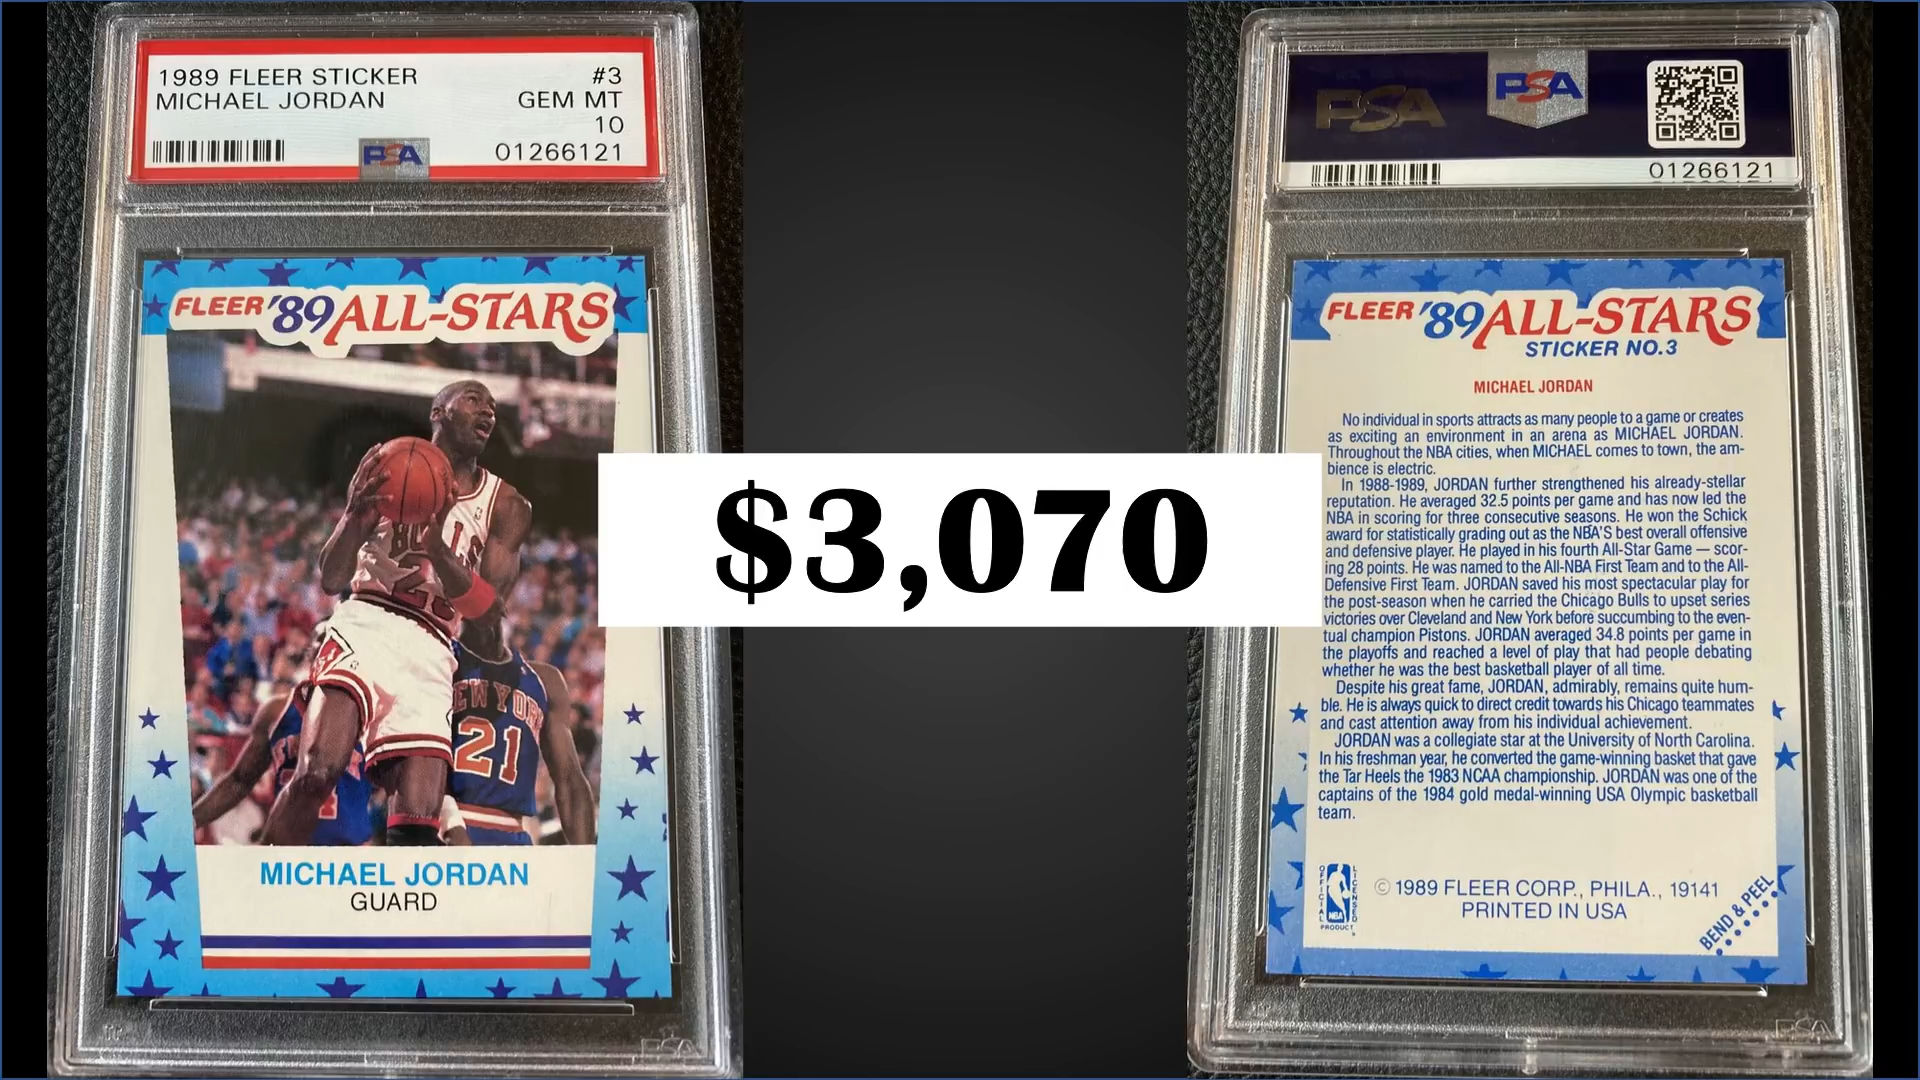 1989 FLEER STICKER #3
MICHAEL JORDAN GEM MT
10
PSA 01266121
FLEER '89 ALL-STARS
BULLS
NEW YORK
21
MICHAEL JORDAN
GUARD
$3,070
PSA PSA
01266121
FLEER '89 ALL-STARS
STICKER NO.3
MICHAEL JORDAN
No individual in sports attracts as many people to a game or creates
as exciting an environment in an arena as MICHAEL JORDAN.
Throughout the NBA cities, when MICHAEL comes to town, the am-
bience is electric.
In 1988-1989, JORDAN further strengthened his already-stellar
reputation. He averaged 32.5 points per game and has now led the
NBA in scoring for three consecutive seasons. He won the Schick
award for statistically grading out as the NBA'S best overall offensive
and defensive player. He played in his fourth All-Star Game — scor-
ing 28 points. He was named to the All-NBA First Team and to the All-
Defensive First Team. JORDAN saved his most spectacular play for
the post-season when he carried the Chicago Bulls to upset series
victories over Cleveland and New York before succumbing to the even-
tual champion Pistons. JORDAN averaged 34.8 points per game in
the playoffs and reached a level of play that had people debating
whether he was the best basketball player of all time.
Despite his great fame, JORDAN, admirably, remains quite hum-
ble. He is always quick to direct credit towards his Chicago teammates
and cast attention away from his individual achievement.
JORDAN was a collegiate star at the University of North Carolina.
In his freshman year, he converted the game-winning basket that gave
the Tar Heels the 1983 NCAA championship. JORDAN was one of the
captains of the 1984 gold medal-winning USA Olympic basketball
team.
OFFICIAL LICENSED
NBA
PRODUCT
© 1989 FLEER CORP., PHILA., 19141
PRINTED IN USA
BEND & PEEL
PSA